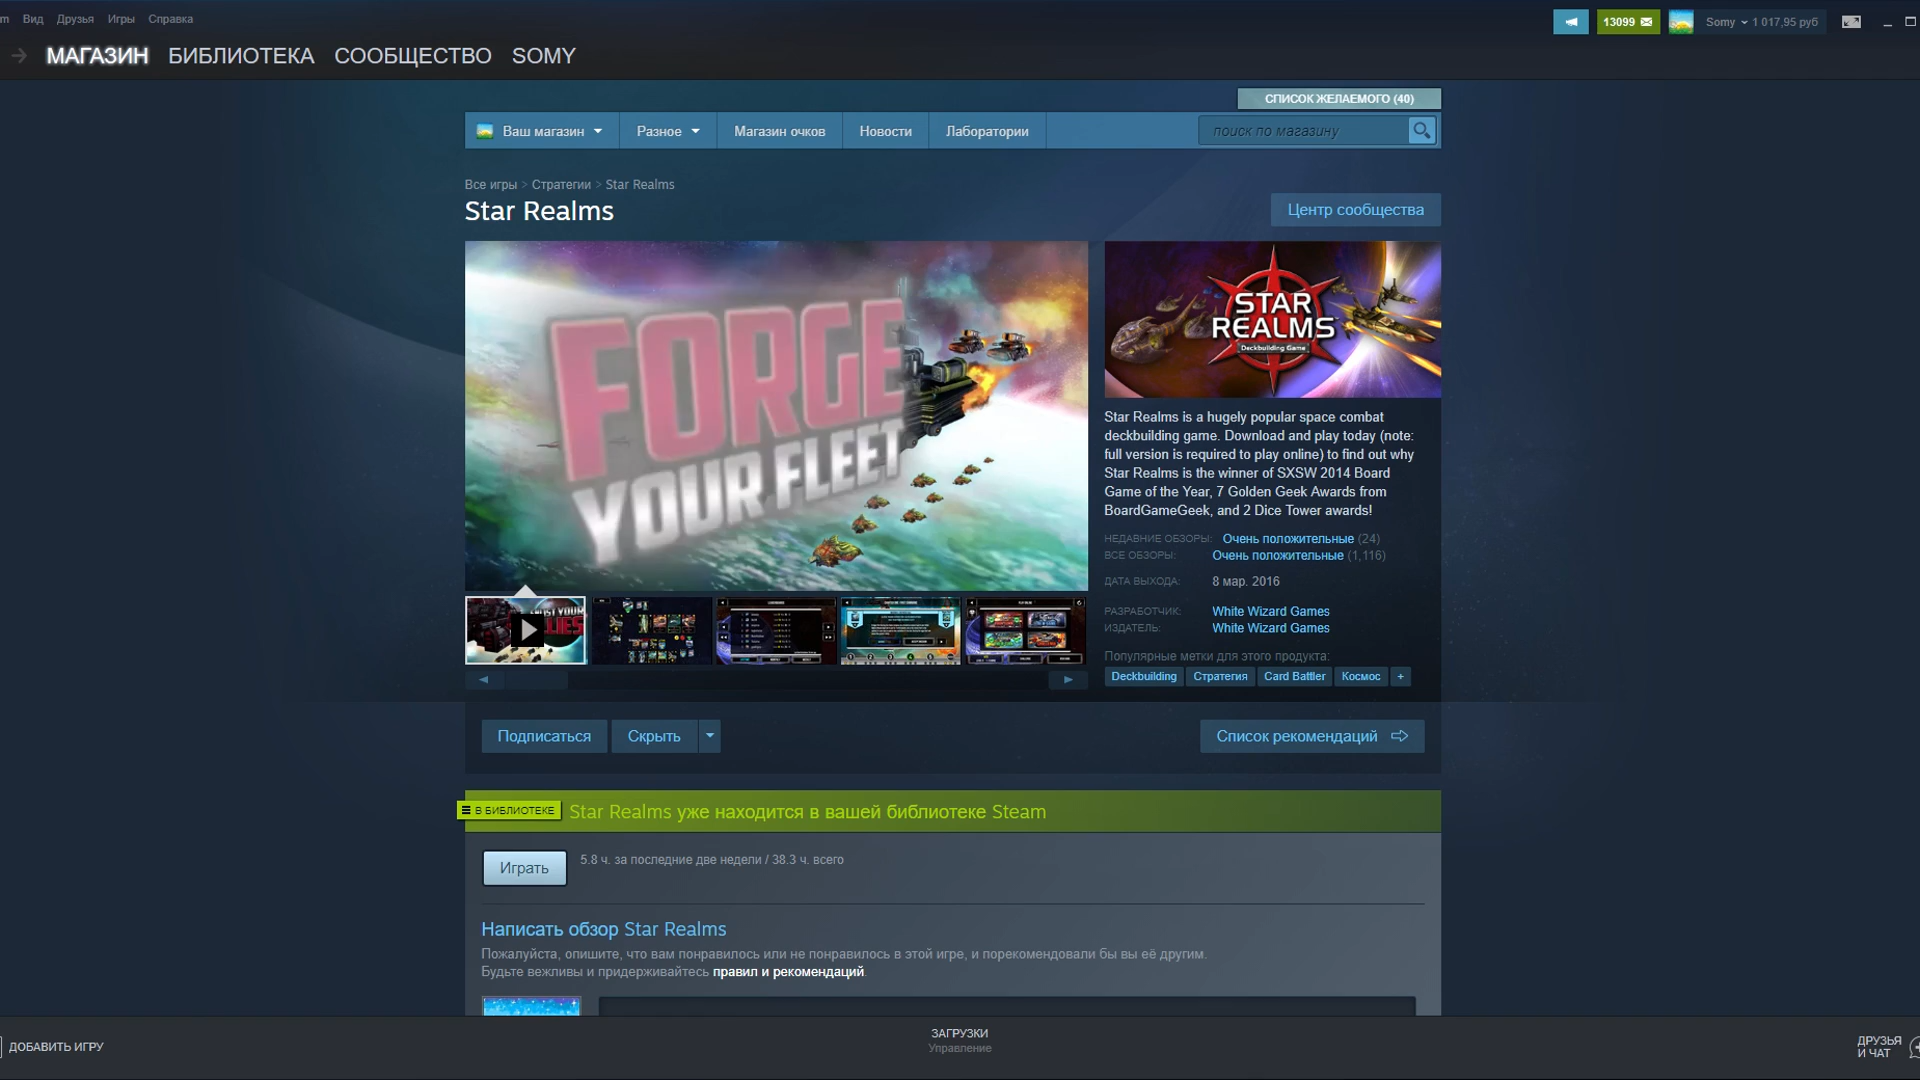 m Вид Друзья Игры Справка
13099
Somy 1 017,95 руб
МАГАЗИН БИБЛИОТЕКА СООБЩЕСТВО SOMY
СПИСОК ЖЕЛАЕМОГО (40)
Ваш магазин Разное Магазин очков Новости Лаборатории
поиск по магазину
Все игры > Стратегии > Star Realms
Star Realms
Центр сообщества
FORGE
YOUR FLEET
STAR
REALMS
Deckbuilding Game
Star Realms is a hugely popular space combat
deckbuilding game. Download and play today (note:
full version is required to play online) to find out why
Star Realms is the winner of SXSW 2014 Board
Game of the Year, 7 Golden Geek Awards from
BoardGameGeek, and 2 Dice Tower awards!
НЕДАВНИЕ ОБЗОРЫ: Очень положительные (24)
ВСЕ ОБЗОРЫ: Очень положительные (1,116)
ДАТА ВЫХОДА: 8 мар. 2016
РАЗРАБОТЧИК: White Wizard Games
ИЗДАТЕЛЬ: White Wizard Games
Популярные метки для этого продукта:
Deckbuilding Стратегия Card Battler Космос +
Подписаться Скрыть
Список рекомендаций
В БИБЛИОТЕКЕ
Star Realms уже находится в вашей библиотеке Steam
Играть
5.8 ч. за последние две недели / 38.3 ч. всего
Написать обзор Star Realms
Пожалуйста, опишите, что вам понравилось или не понравилось в этой игре, и порекомендовали бы вы её другим.
Будьте вежливы и придерживайтесь правил и рекомендаций.
ДОБАВИТЬ ИГРУ
ЗАГРУЗКИ
Управление
ДРУЗЬЯ
И ЧАТ